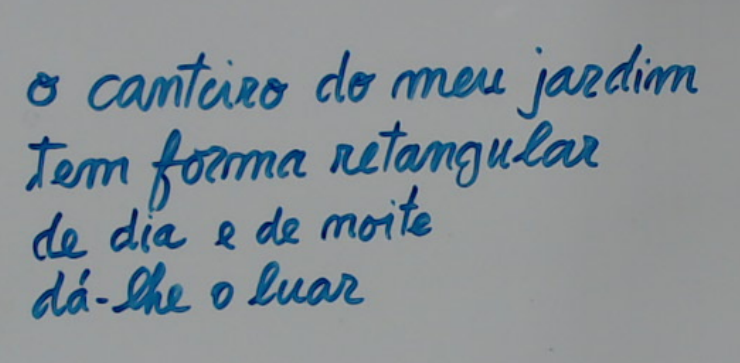 o canteiro do meu jardim
tem forma retangular
de dia e de noite
dá-lhe o luar